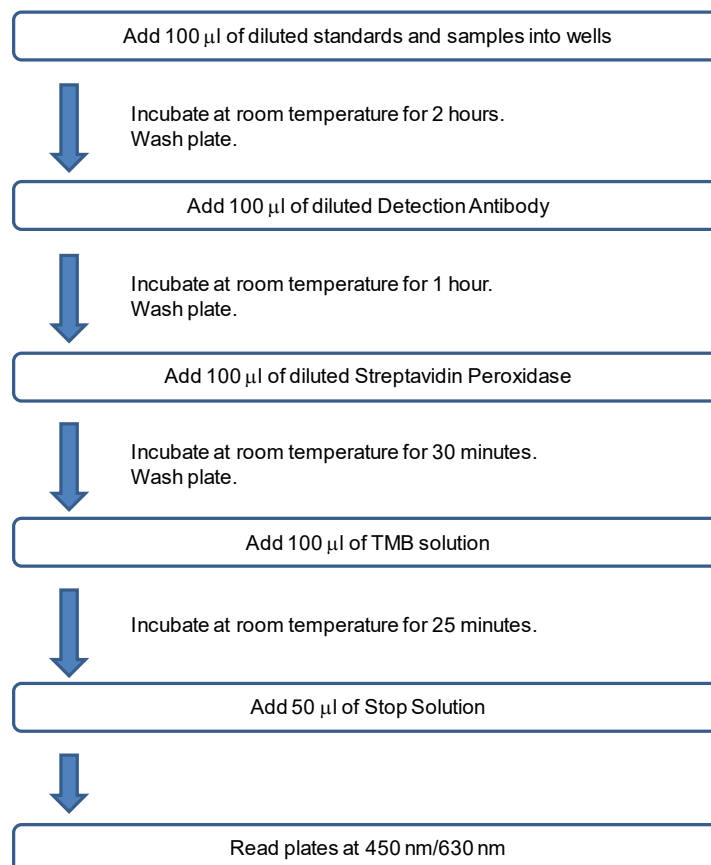 Add 100 μl of diluted standards and samples into wells
Incubate at room temperature for 2 hours.
Wash plate.
Add 100 μl of diluted Detection Antibody
Incubate at room temperature for 1 hour.
Wash plate.
Add 100 μl of diluted Streptavidin Peroxidase
Incubate at room temperature for 30 minutes.
Wash plate.
Add 100 μl of TMB solution
Incubate at room temperature for 25 minutes.
Add 50 μl of Stop Solution
Read plates at 450 nm/630 nm